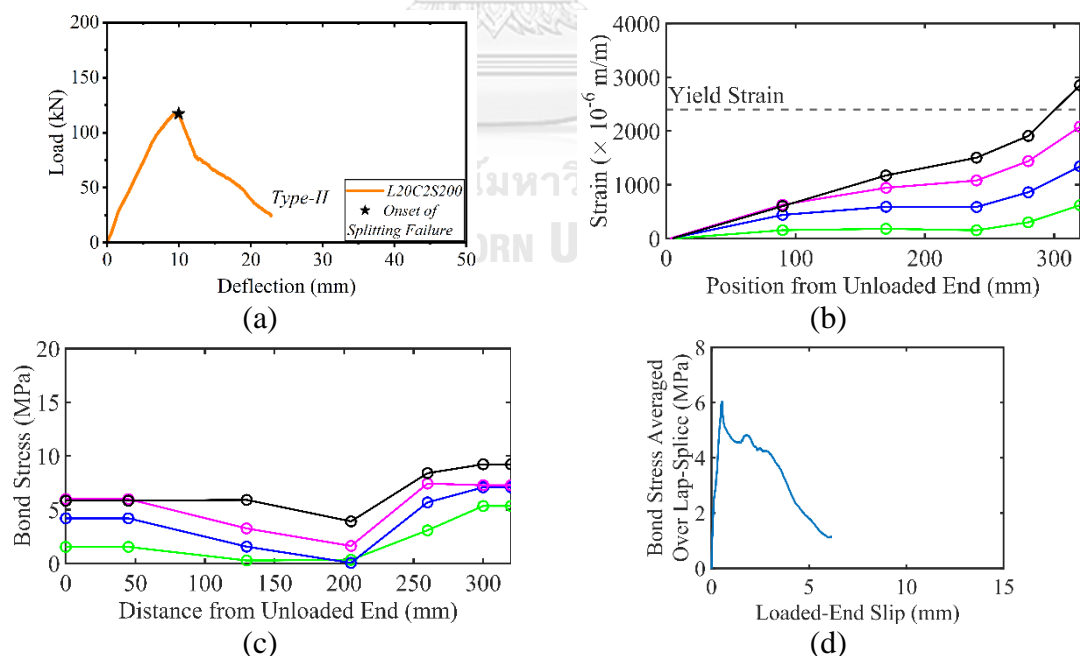 200
150
100
50
0
Load (kN)
0
10
20
30
40
50
Deflection (mm)
Type-II
L20C2S200
★ Onset of
Splitting Failure
(a)
4000
3000
2000
1000
0
Strain (× 10⁻⁶ m/m)
Yield Strain
0
100
200
300
Position from Unloaded End (mm)
(b)
ORN U
20
15
10
5
0
Bond Stress (MPa)
0
50
100
150
200
250
300
Distance from Unloaded End (mm)
(c)
8
6
4
2
0
Bond Stress Averaged
Over Lap-Splice (MPa)
0
5
10
15
Loaded-End Slip (mm)
(d)